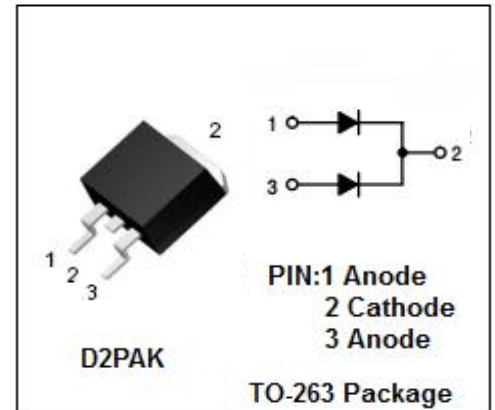 2
1
2
3
D2PAK
1
3
2
PIN:1 Anode
2 Cathode
3 Anode
TO-263 Package